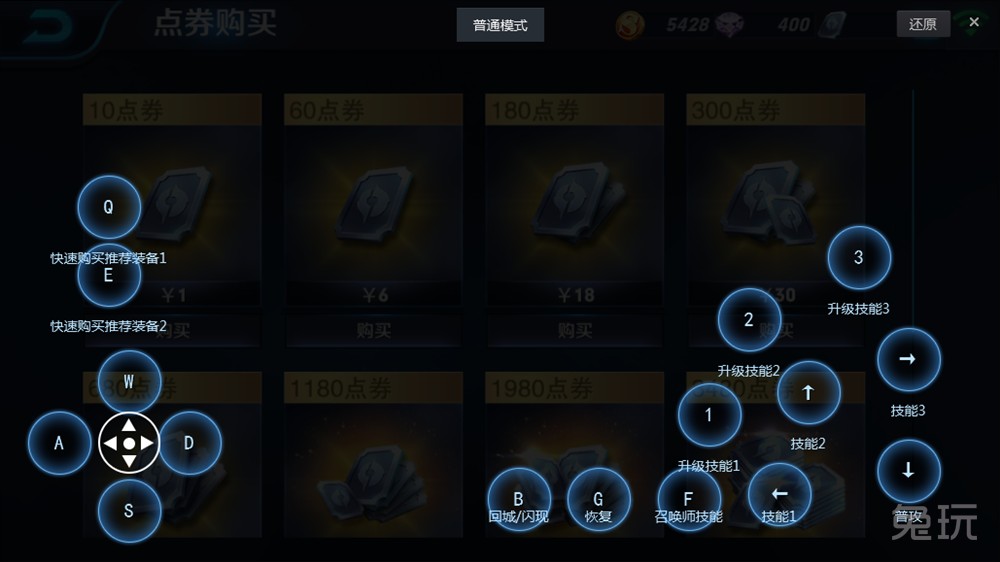 点券购买
普通模式
5428
400
还原
10点券
60点券
180点券
300点券
Q
快速购买推荐装备1
E
快速购买推荐装备2
¥1
¥6
¥18
30
3
升级技能3
2
升级技能2
购买
购买
购买
购买
1180点券
1980点券
W
A
D
S
1
升级技能1
↑
技能2
→
技能3
B
回城/闪现
G
恢复
F
召唤师技能
←
技能1
↓
普攻
兔玩